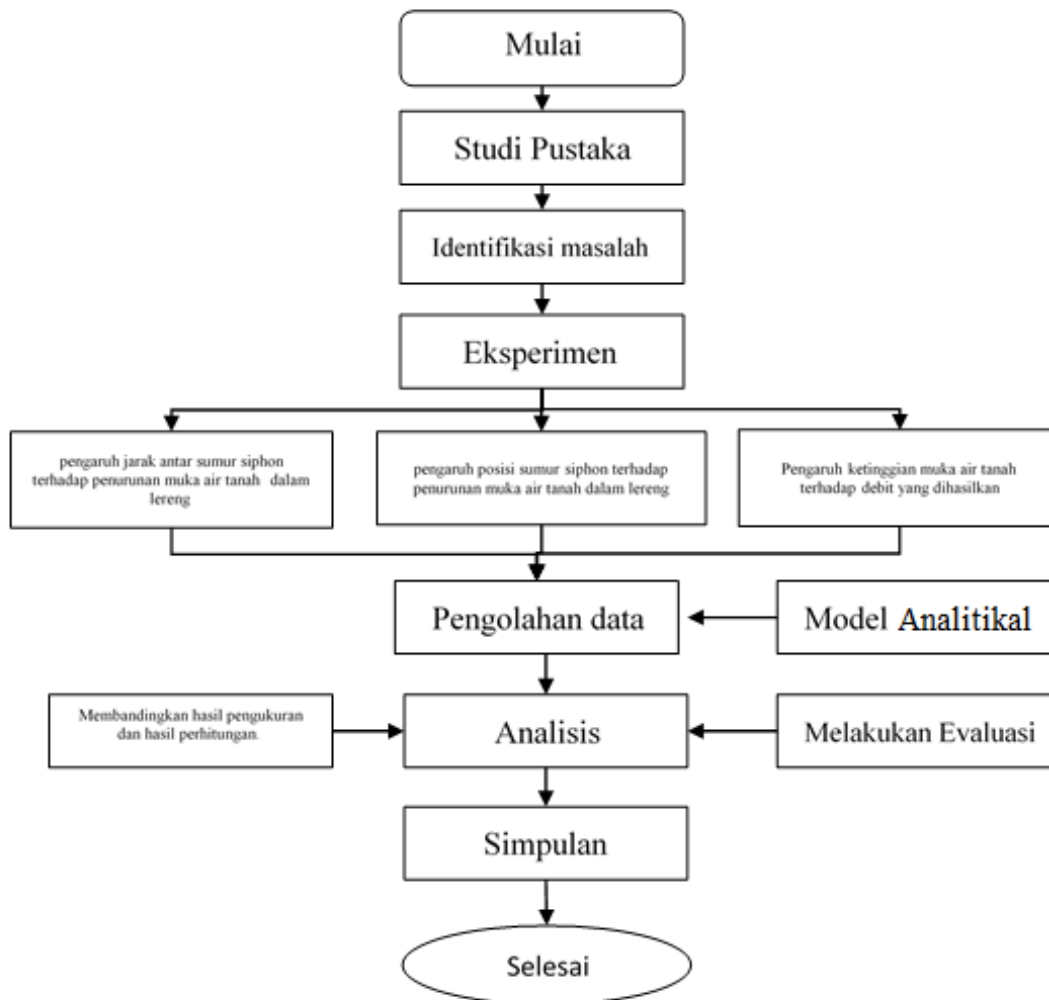 Mulai
Studi Pustaka
Identifikasi masalah
Eksperimen
pengaruh jarak antar sumur siphon
terhadap penurunan muka air tanah dalam
lereng
pengaruh posisi sumur siphon terhadap
penurunan muka air tanah dalam lereng
Pengaruh ketinggian muka air tanah
terhadap debit yang dihasilkan
Pengolahan data
Model Analitikal
Membandingkan hasil pengukuran
dan hasil perhitungan.
Analisis
Melakukan Evaluasi
Simpulan
Selesai